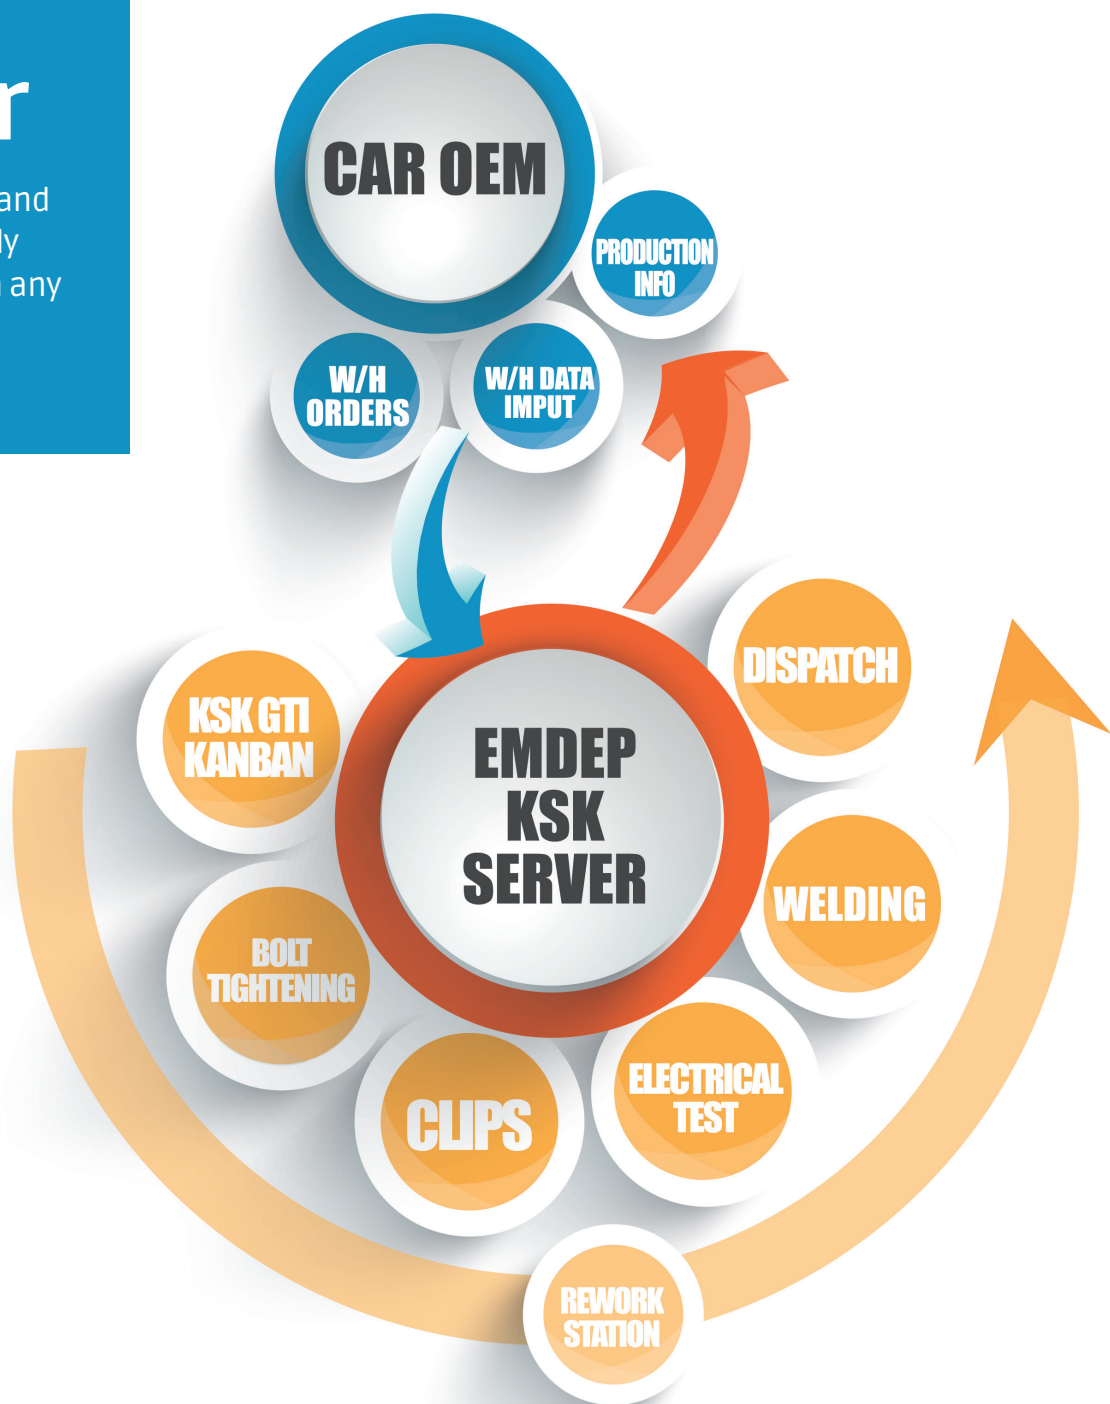 r
and
ly
any
CAR OEM
PRODUCTION
INFO
W/H
ORDERS
W/H DATA
IMPUT
DISPATCH
KSK GTI
KANBAN
EMDEP
KSK
SERVER
WELDING
BOLT
TIGHTENING
CLIPS
ELECTRICAL
TEST
REWORK
STATION